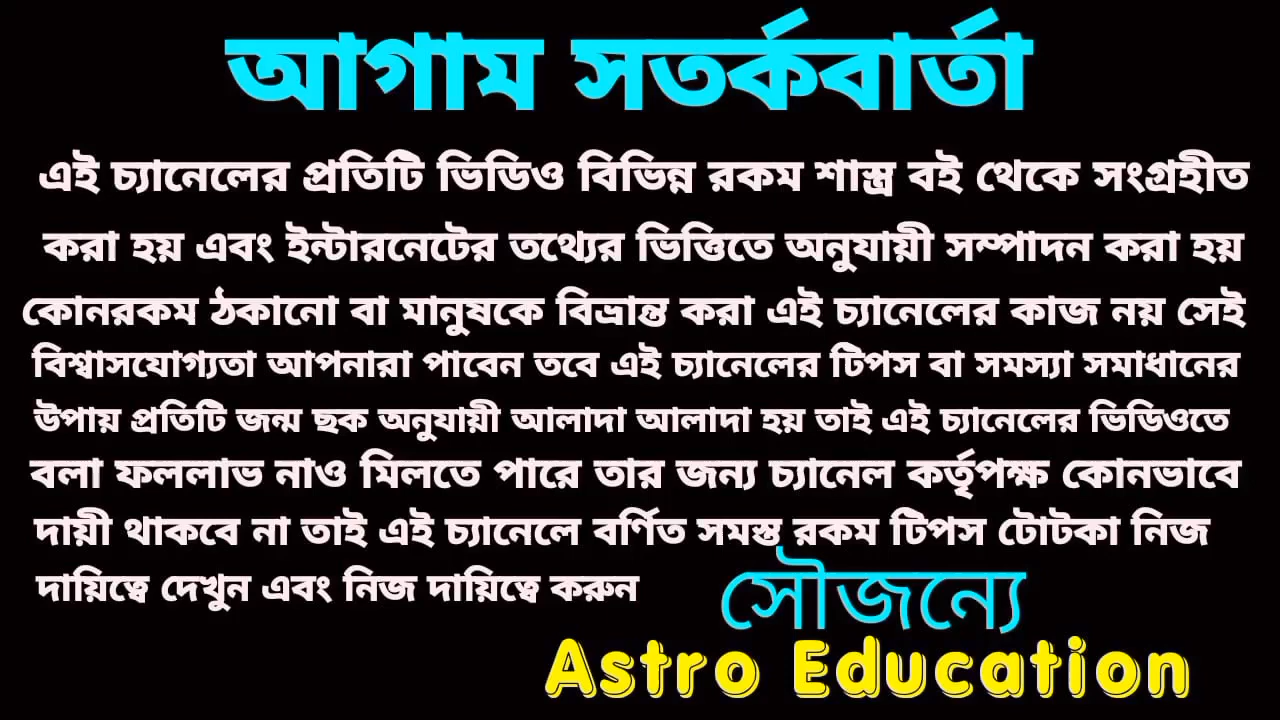 আগাম সতর্কবার্তা
এই চ্যানেলের প্রতিটি ভিডিও বিভিন্ন রকম শাস্ত্র বই থেকে সংগ্রহীত
করা হয় এবং ইন্টারনেটের তথ্যের ভিত্তিতে অনুযায়ী সম্পাদন করা হয়
কোনরকম ঠকানো বা মানুষকে বিভ্রান্ত করা এই চ্যানেলের কাজ নয় সেই
বিশ্বাসযোগ্যতা আপনারা পাবেন তবে এই চ্যানেলের টিপস বা সমস্যা সমাধানের
উপায় প্রতিটি জন্ম ছক অনুযায়ী আলাদা আলাদা হয় তাই এই চ্যানেলের ভিডিওতে
বলা ফললাভ নাও মিলতে পারে তার জন্য চ্যানেল কর্তৃপক্ষ কোনভাবে
দায়ী থাকবে না তাই এই চ্যানেলে বর্ণিত সমস্ত রকম টিপস টোটকা নিজ
দায়িত্বে দেখুন এবং নিজ দায়িত্বে করুন
সৌজন্যে
Astro Education